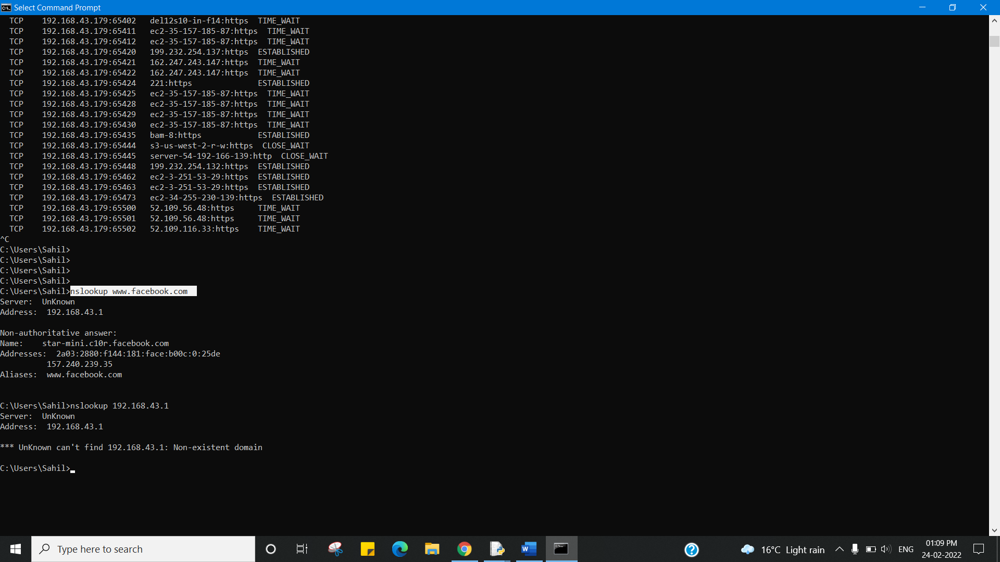 Select Command Prompt
TCP 192.168.43.179:65402 del12s10-in-f14:https TIME_WAIT
TCP 192.168.43.179:65411 ec2-35-157-185-87:https TIME_WAIT
TCP 192.168.43.179:65412 ec2-35-157-185-87:https TIME_WAIT
TCP 192.168.43.179:65420 199.232.254.137:https ESTABLISHED
TCP 192.168.43.179:65421 162.247.243.147:https TIME_WAIT
TCP 192.168.43.179:65422 162.247.243.147:https TIME_WAIT
TCP 192.168.43.179:65424 221:https ESTABLISHED
TCP 192.168.43.179:65425 ec2-35-157-185-87:https TIME_WAIT
TCP 192.168.43.179:65428 ec2-35-157-185-87:https TIME_WAIT
TCP 192.168.43.179:65429 ec2-35-157-185-87:https TIME_WAIT
TCP 192.168.43.179:65430 ec2-35-157-185-87:https TIME_WAIT
TCP 192.168.43.179:65435 bam-8:https ESTABLISHED
TCP 192.168.43.179:65444 s3-us-west-2-r-w:https CLOSE_WAIT
TCP 192.168.43.179:65445 server-54-192-166-139:http CLOSE_WAIT
TCP 192.168.43.179:65448 199.232.254.132:https ESTABLISHED
TCP 192.168.43.179:65462 ec2-3-251-53-29:https ESTABLISHED
TCP 192.168.43.179:65463 ec2-3-251-53-29:https ESTABLISHED
TCP 192.168.43.179:65473 ec2-34-255-230-139:https ESTABLISHED
TCP 192.168.43.179:65500 52.109.56.48:https TIME_WAIT
TCP 192.168.43.179:65501 52.109.56.48:https TIME_WAIT
TCP 192.168.43.179:65502 52.109.116.33:https TIME_WAIT
^C
C:\Users\Sahil>
C:\Users\Sahil>
C:\Users\Sahil>
C:\Users\Sahil>
C:\Users\Sahil>nslookup www.facebook.com
Server: UnKnown
Address: 192.168.43.1
Non-authoritative answer:
Name: star-mini.c10r.facebook.com
Addresses: 2a03:2880:f144:181:face:b00c:0:25de
157.240.239.35
Aliases: www.facebook.com
C:\Users\Sahil>nslookup 192.168.43.1
Server: UnKnown
Address: 192.168.43.1
*** UnKnown can't find 192.168.43.1: Non-existent domain
C:\Users\Sahil>
Type here to search
16°C Light rain
ENG
01:09 PM
24-02-2022